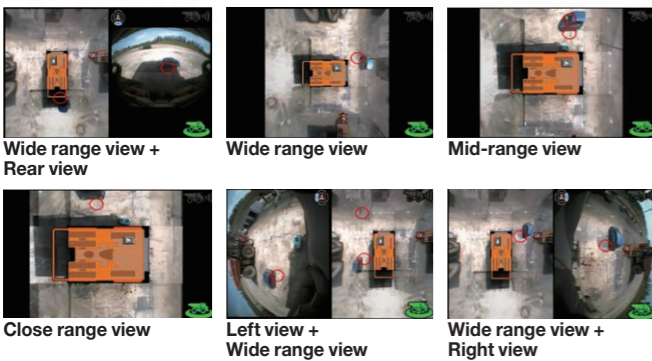 Wide range view +
Rear view
Wide range view
Mid-range view
Close range view
Left view +
Wide range view
Wide range view +
Right view